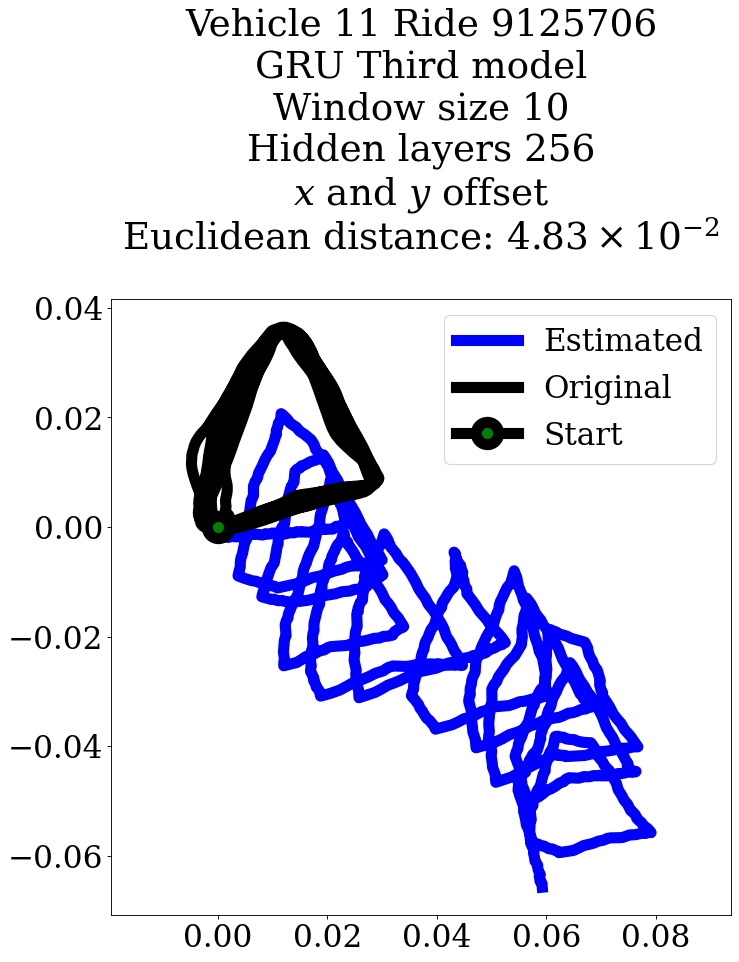 Vehicle 11 Ride 9125706
GRU Third model
Window size 10
Hidden layers 256
x and y offset
Euclidean distance: 4.83 × 10⁻²
0.04
0.02
0.00
−0.02
−0.04
−0.06
Estimated
Original
Start
0.00 0.02 0.04 0.06 0.08